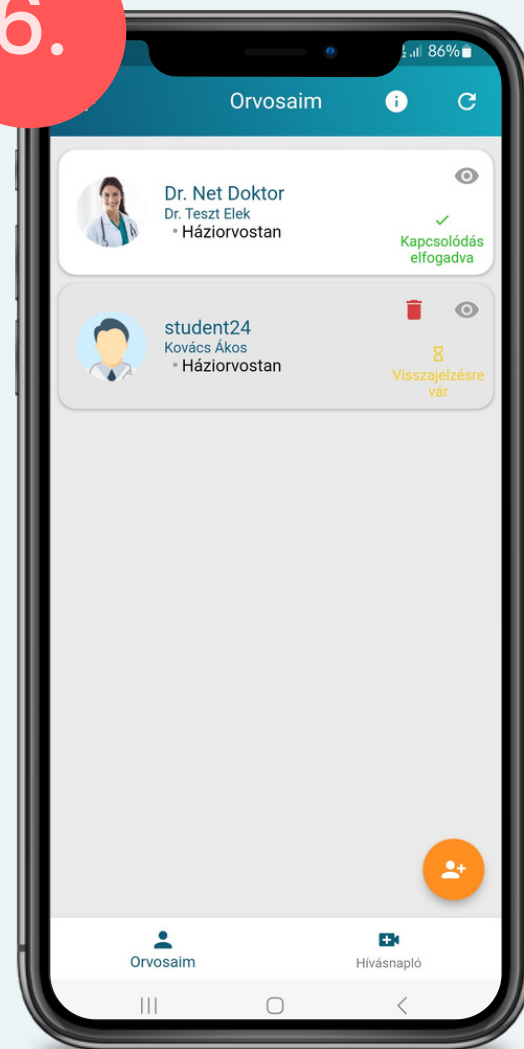 6.
86%
Orvosaim
Dr. Net Doktor
Dr. Teszt Elek
• Háziorvostan
Kapcsolódás
elfogadva
student24
Kovács Ákos
• Háziorvostan
Visszajelzésre
vár
Orvosaim
Hívásnapló